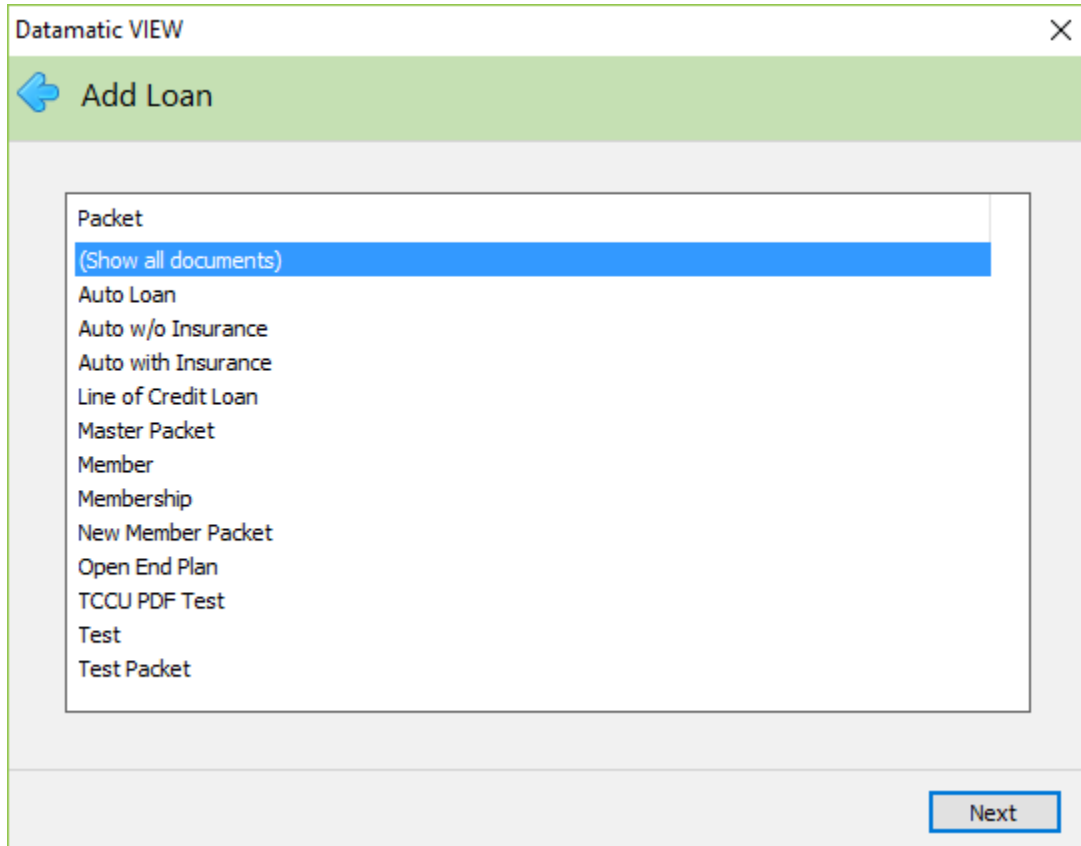 Datamatic VIEW
Add Loan
Packet
(Show all documents)
Auto Loan
Auto w/o Insurance
Auto with Insurance
Line of Credit Loan
Master Packet
Member
Membership
New Member Packet
Open End Plan
TCCU PDF Test
Test
Test Packet
Next